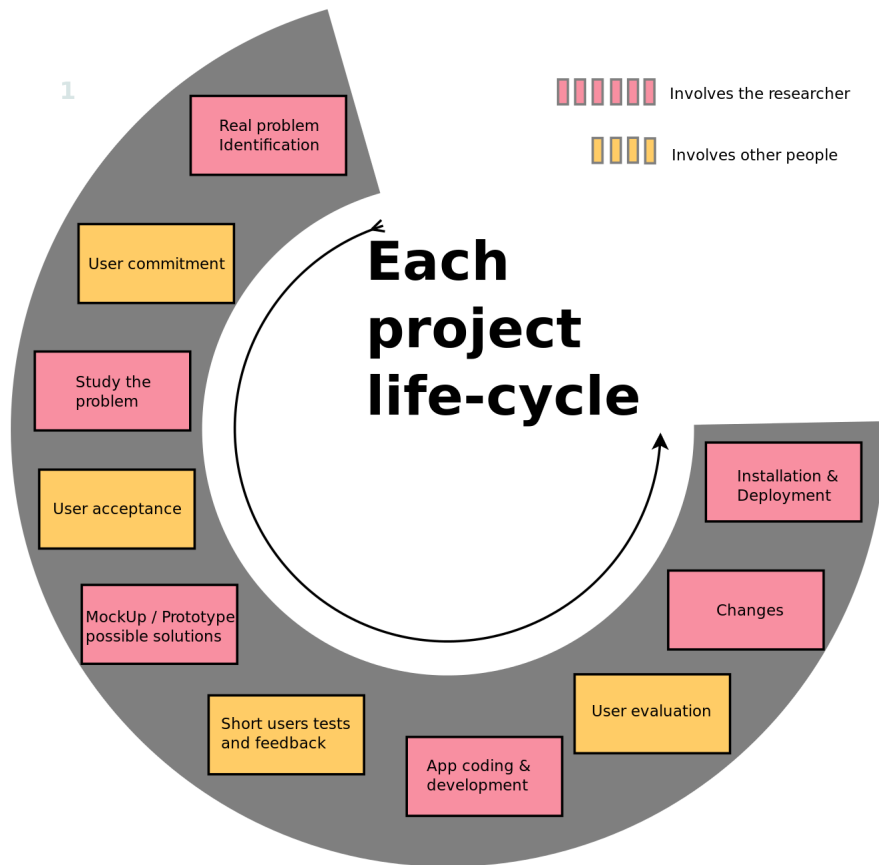 1
Involves the researcher
Involves other people
Each
project
life-cycle
Real problem
Identification
User commitment
Study the
problem
User acceptance
MockUp / Prototype
possible solutions
Short users tests
and feedback
App coding &
development
User evaluation
Changes
Installation &
Deployment